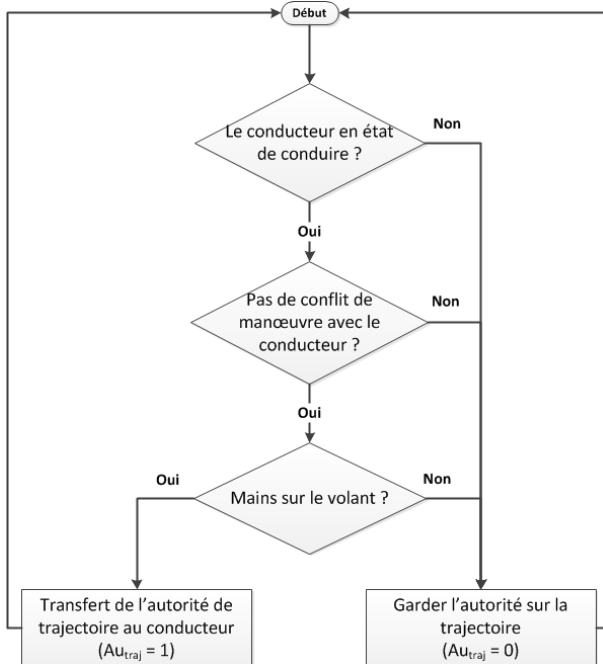 Début
Le conducteur en état
de conduire ?
Non
Oui
Pas de conflit de
manœuvre avec le
conducteur ?
Non
Oui
Mains sur le volant ?
Oui
Non
Transfert de l’autorité de
trajectoire au conducteur
(Au_traj = 1)
Garder l’autorité sur la
trajectoire
(Au_traj = 0)